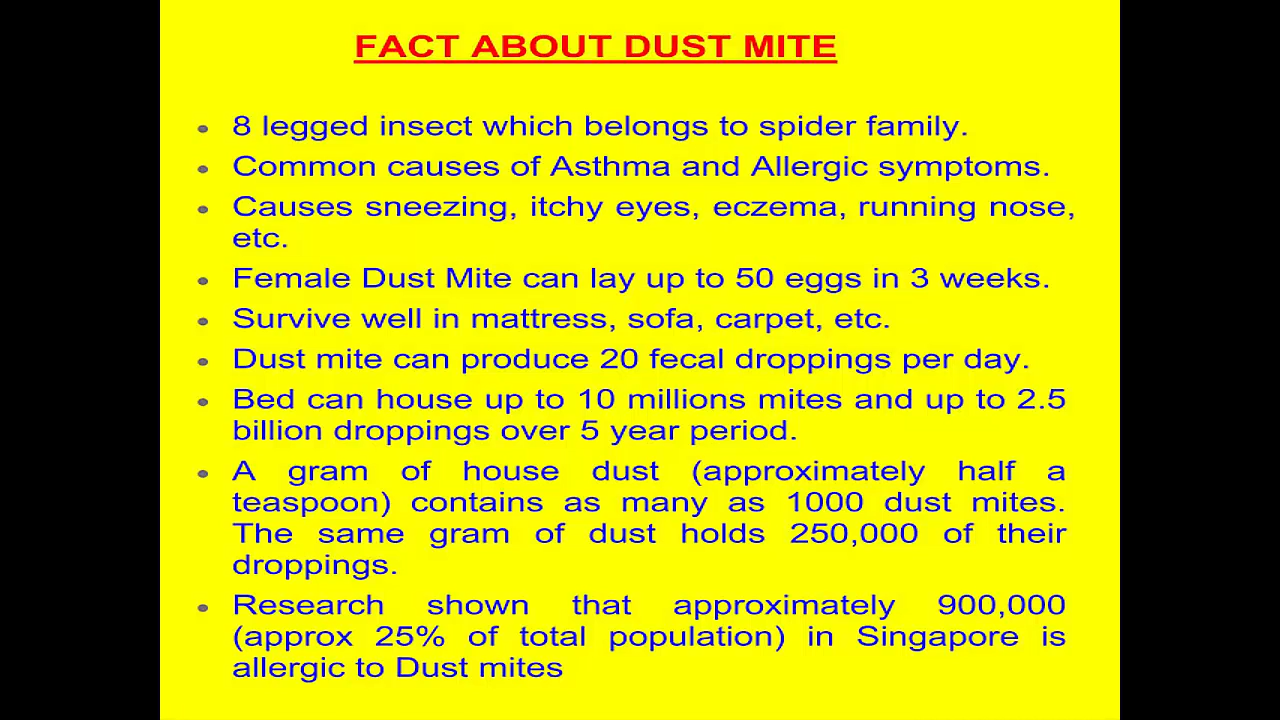 FACT ABOUT DUST MITE
• 8 legged insect which belongs to spider family.
• Common causes of Asthma and Allergic symptoms.
• Causes sneezing, itchy eyes, eczema, running nose,
etc.
• Female Dust Mite can lay up to 50 eggs in 3 weeks.
• Survive well in mattress, sofa, carpet, etc.
• Dust mite can produce 20 fecal droppings per day.
• Bed can house up to 10 millions mites and up to 2.5
billion droppings over 5 year period.
• A gram of house dust (approximately half a
teaspoon) contains as many as 1000 dust mites.
The same gram of dust holds 250,000 of their
droppings.
• Research shown that approximately 900,000
(approx 25% of total population) in Singapore is
allergic to Dust mites